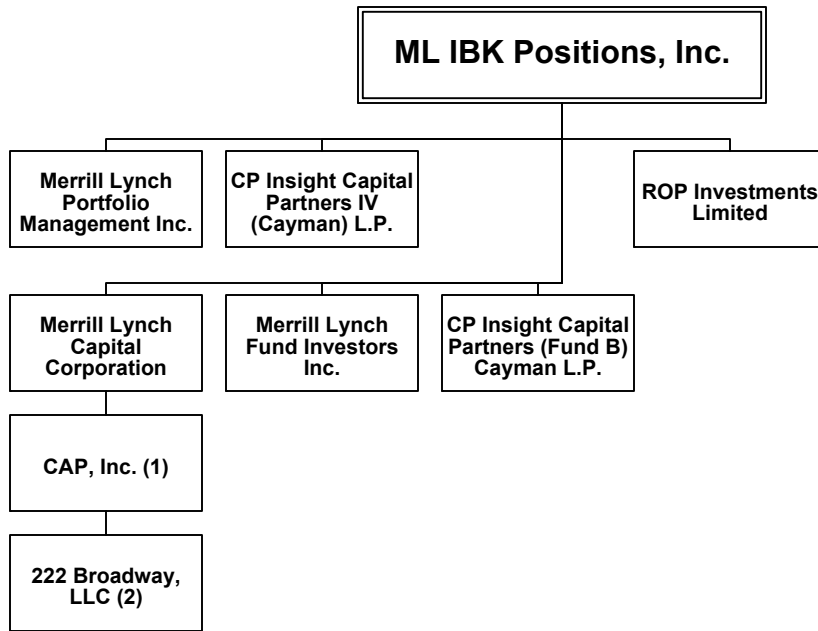 ML IBK Positions, Inc.
Merrill Lynch
Portfolio
Management Inc.
CP Insight Capital
Partners IV
(Cayman) L.P.
ROP Investments
Limited
Merrill Lynch
Capital
Corporation
Merrill Lynch
Fund Investors
Inc.
CP Insight Capital
Partners (Fund B)
Cayman L.P.
CAP, Inc. (1)
222 Broadway,
LLC (2)